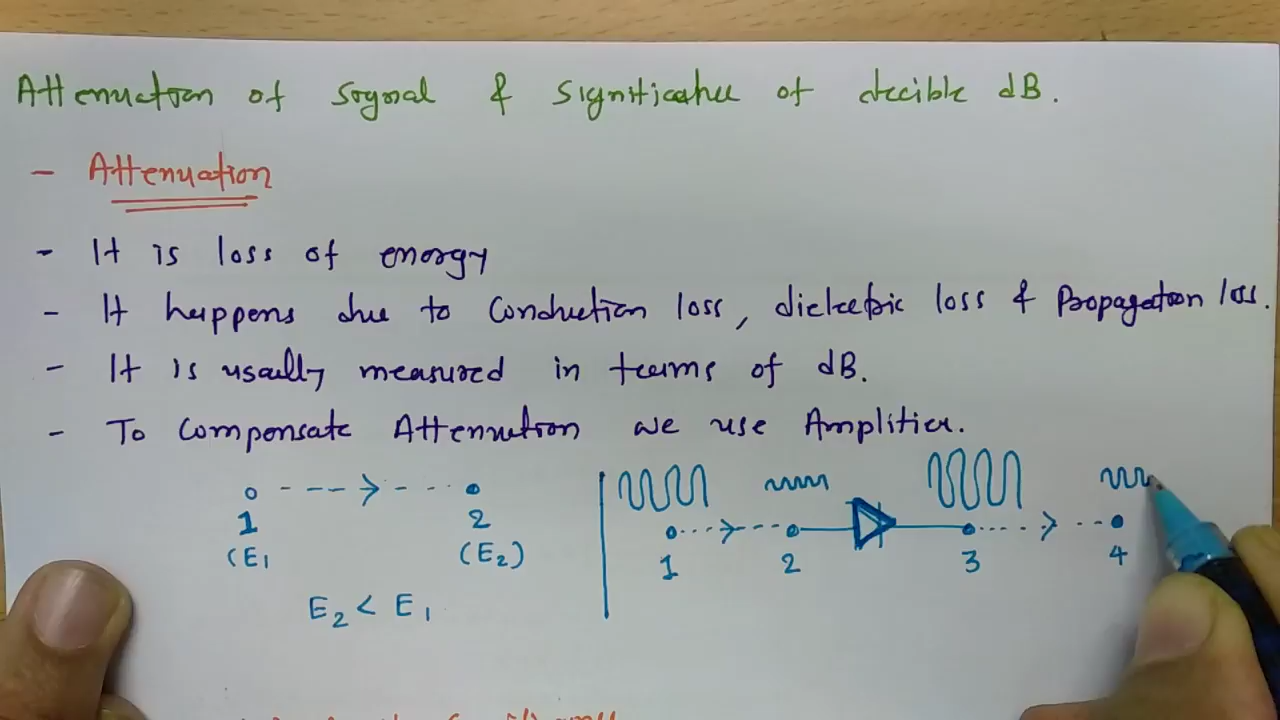 Attenuation of Signal & Significance of decible dB.
- Attenuation
- It is loss of energy
- It happens due to Conduction loss, dielectric loss & Propagation loss.
- It is usually measured in terms of dB.
- To Compensate Attenuation we use Amplifier.
1 2 1 2 3 4
(E1 (E2)
E2 < E1